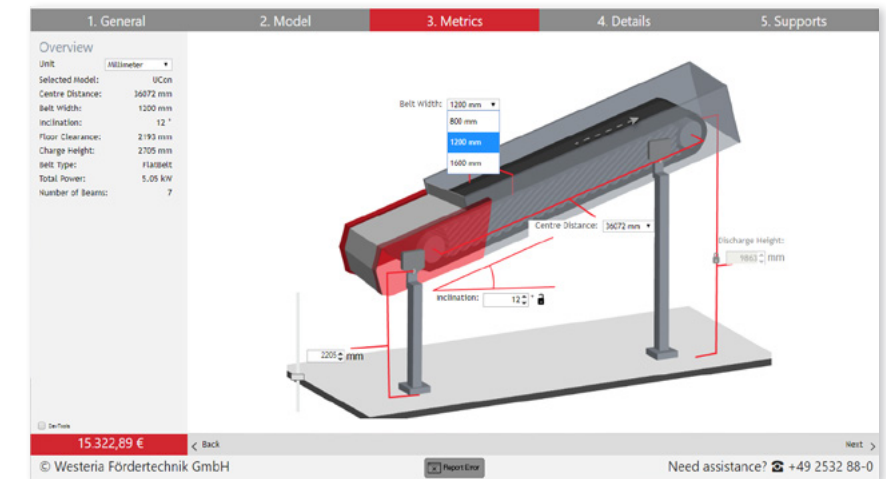 1. General 2. Model 3. Metrics 4. Details 5. Supports
Overview
Unit Millimeter
Selected Model: UCon
Centre Distance: 36072 mm
Belt Width: 1200 mm
Inclination: 12 °
Floor Clearance: 2193 mm
Charge Height: 2705 mm
Belt Type: FlatBelt
Total Power: 5.05 kW
Number of Beams: 7
Belt Width: 1200 mm
800 mm
1200 mm
1600 mm
Centre Distance: 36072 mm
Discharge Height:
9863 mm
Inclination: 12 °
2205 mm
DevTools
15.322,89 € < Back Next >
© Westeria Fördertechnik GmbH Report Error Need assistance? ☎ +49 2532 88-0